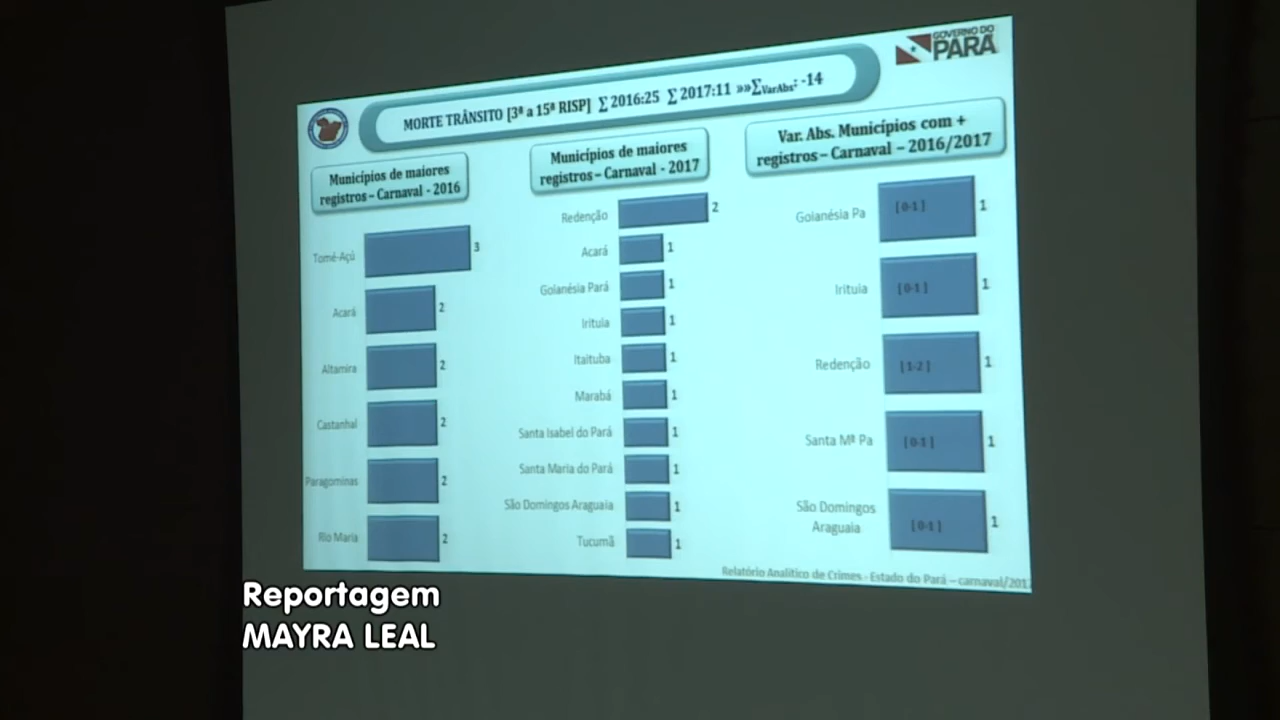 GOVERNO DO
PARÁ
MORTE TRÂNSITO [3ª a 15ª RISP] ∑ 2016:25 ∑ 2017:11 »»∑VarAbs: -14
Municípios de maiores
registros – Carnaval - 2016
Tomé-Açú 3
Acará 2
Altamira 2
Castanhal 2
Paragominas 2
Rio Maria 2
Municípios de maiores
registros – Carnaval - 2017
Redenção 2
Acará 1
Goianésia Pará 1
Irituia 1
Itaituba 1
Marabá 1
Santa Isabel do Pará 1
Santa Maria do Pará 1
São Domingos Araguaia 1
Tucumã 1
Var. Abs. Municípios com +
registros – Carnaval – 2016/2017
Goianésia Pa [0-1] 1
Irituia [0-1] 1
Redenção [1-2] 1
Santa Mª Pa [0-1] 1
São Domingos
Araguaia [0-1] 1
Relatório Analítico de Crimes - Estado do Pará – carnaval/201
Reportagem
MAYRA LEAL